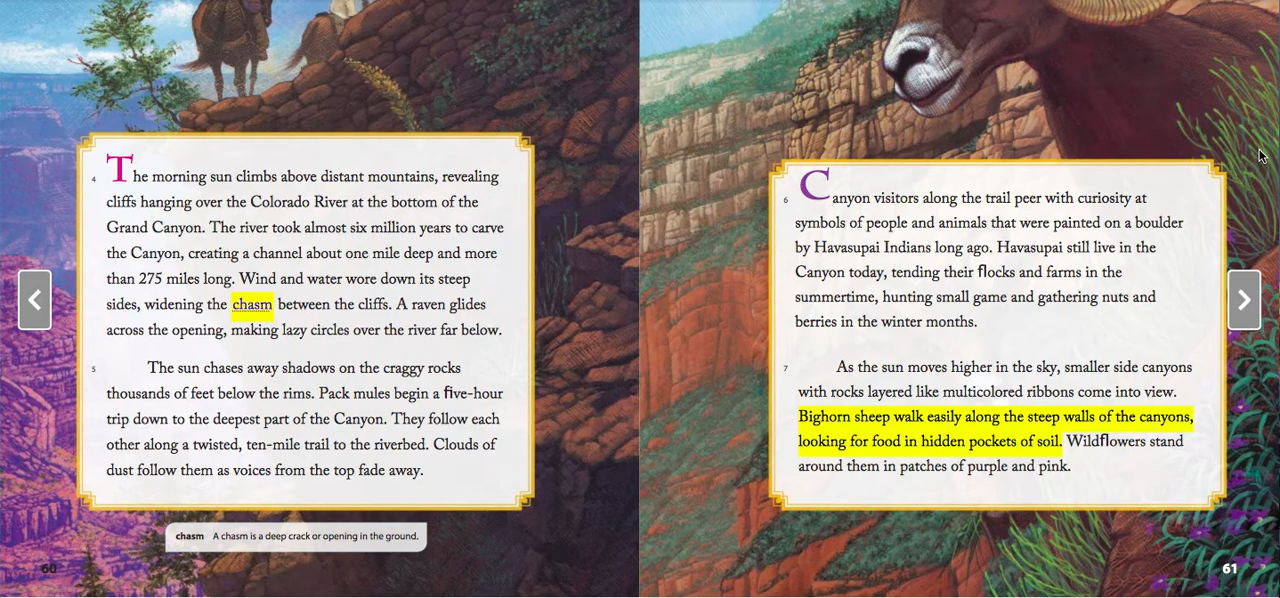 4 The morning sun climbs above distant mountains, revealing
cliffs hanging over the Colorado River at the bottom of the
Grand Canyon. The river took almost six million years to carve
the Canyon, creating a channel about one mile deep and more
than 275 miles long. Wind and water wore down its steep
sides, widening the chasm between the cliffs. A raven glides
across the opening, making lazy circles over the river far below.
5 The sun chases away shadows on the craggy rocks
thousands of feet below the rims. Pack mules begin a five-hour
trip down to the deepest part of the Canyon. They follow each
other along a twisted, ten-mile trail to the riverbed. Clouds of
dust follow them as voices from the top fade away.
chasm A chasm is a deep crack or opening in the ground.
60
6 Canyon visitors along the trail peer with curiosity at
symbols of people and animals that were painted on a boulder
by Havasupai Indians long ago. Havasupai still live in the
Canyon today, tending their flocks and farms in the
summertime, hunting small game and gathering nuts and
berries in the winter months.
7 As the sun moves higher in the sky, smaller side canyons
with rocks layered like multicolored ribbons come into view.
Bighorn sheep walk easily along the steep walls of the canyons,
looking for food in hidden pockets of soil. Wildflowers stand
around them in patches of purple and pink.
61